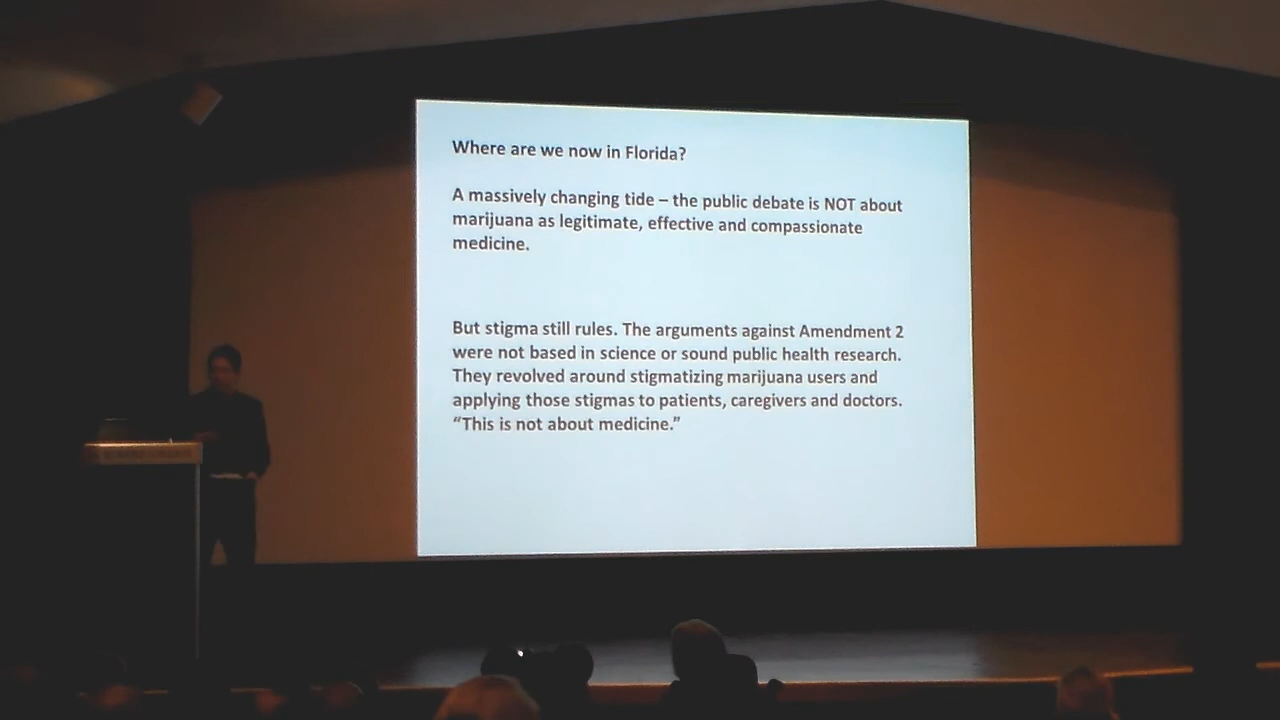 Where are we now in Florida?
A massively changing tide – the public debate is NOT about
marijuana as legitimate, effective and compassionate
medicine.
But stigma still rules. The arguments against Amendment 2
were not based in science or sound public health research.
They revolved around stigmatizing marijuana users and
applying those stigmas to patients, caregivers and doctors.
“This is not about medicine.”